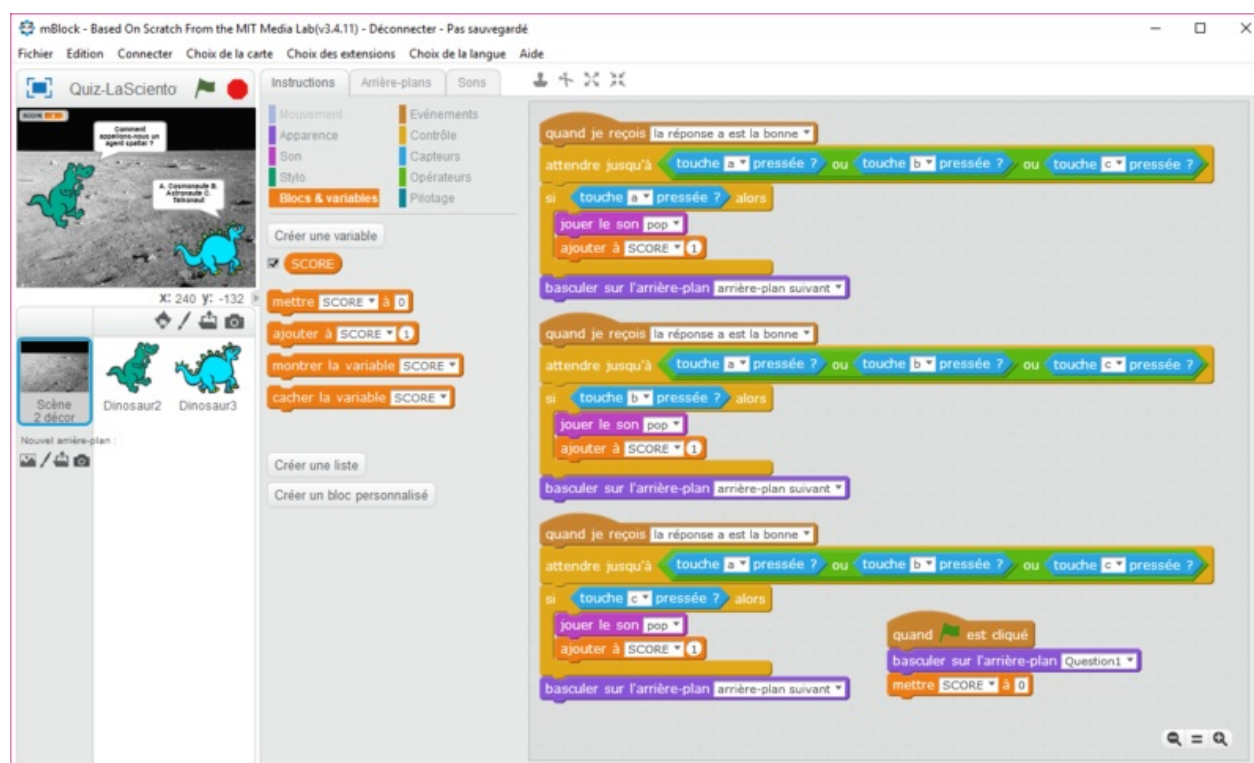 mBlock - Based On Scratch From the MIT Media Lab(v3.4.11) - Déconnecter - Pas sauvegardé
Fichier Edition Connecter Choix de la carte Choix des extensions Choix de la langue Aide
Quiz-LaSciento
SCORE
Comment
appellons-nous un
agent spatial ?
A. Cosmonaute B.
Astronaute C.
Taikonaut
x: 240 y: -132
Scène
2 décor
Dinosaur2
Dinosaur3
Nouvel arrière-plan :
Instructions Arrière-plans Sons
Mouvement Evénements
Apparence Contrôle
Son Capteurs
Stylo Opérateurs
Blocs & variables Pilotage
Créer une variable
SCORE
mettre SCORE à 0
ajouter à SCORE 1
montrer la variable SCORE
cacher la variable SCORE
Créer une liste
Créer un bloc personnalisé
quand je reçois la réponse a est la bonne
attendre jusqu'à touche a pressée ? ou touche b pressée ? ou touche c pressée ?
si touche a pressée ? alors
jouer le son pop
ajouter à SCORE 1
basculer sur l'arrière-plan arrière-plan suivant
quand je reçois la réponse a est la bonne
attendre jusqu'à touche a pressée ? ou touche b pressée ? ou touche c pressée ?
si touche b pressée ? alors
jouer le son pop
ajouter à SCORE 1
basculer sur l'arrière-plan arrière-plan suivant
quand je reçois la réponse a est la bonne
attendre jusqu'à touche a pressée ? ou touche b pressée ? ou touche c pressée ?
si touche c pressée ? alors
jouer le son pop
ajouter à SCORE 1
basculer sur l'arrière-plan arrière-plan suivant
quand est cliqué
basculer sur l'arrière-plan Question1
mettre SCORE à 0